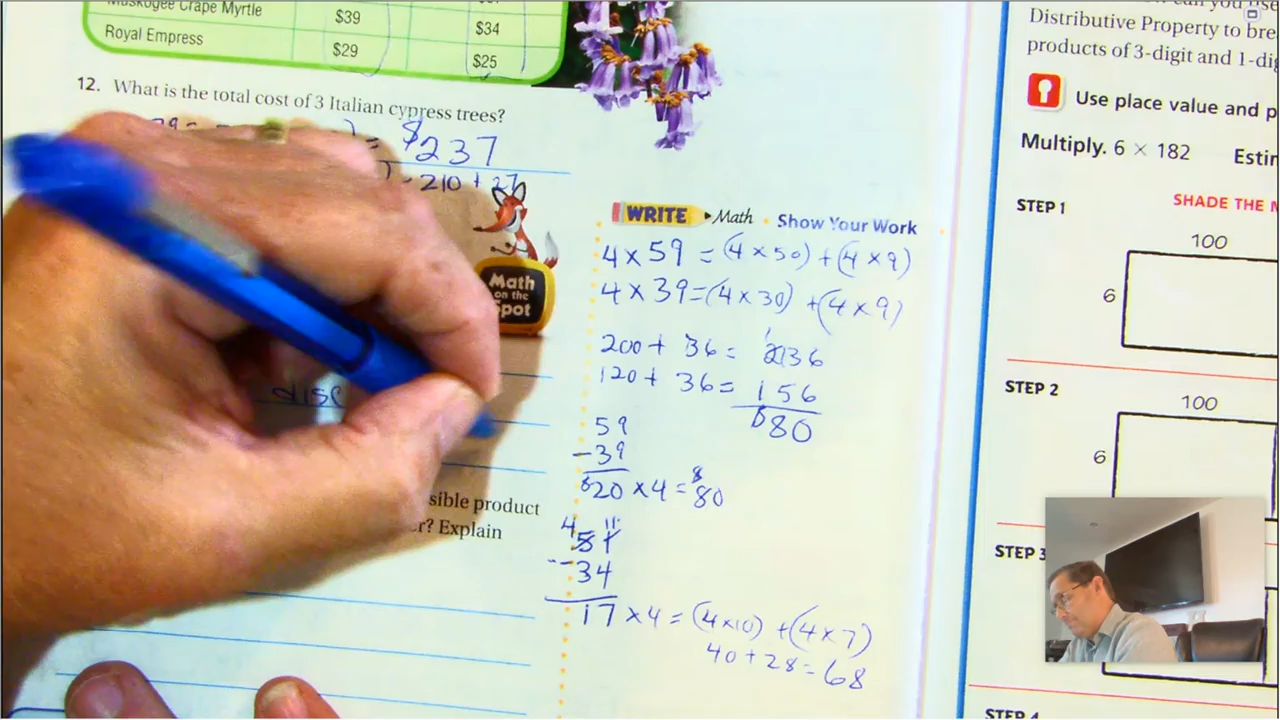 Muskogee Crape Myrtle $39
Royal Empress $29 $34
$25
12. What is the total cost of 3 Italian cypress trees?
= $237
210 + 27
Math
on the
Spot
disc
sible product
r? Explain
WRITE Math • Show Your Work
4 x 59 = (4 x 50) + (4 x 9)
4 x 39 = (4 x 30) + (4 x 9)
200 + 36 = 236
120 + 36 = 156
$80
59
-39
$20 x 4 = $80
4 11
51
-34
17 x 4 = (4 x 10) + (4 x 7)
40 + 28 = 68
Distributive Property to bre
products of 3-digit and 1-dig
Use place value and p
Multiply. 6 × 182 Estin
STEP 1 SHADE THE M
100
6
STEP 2
100
6
STEP 3
STEP 4